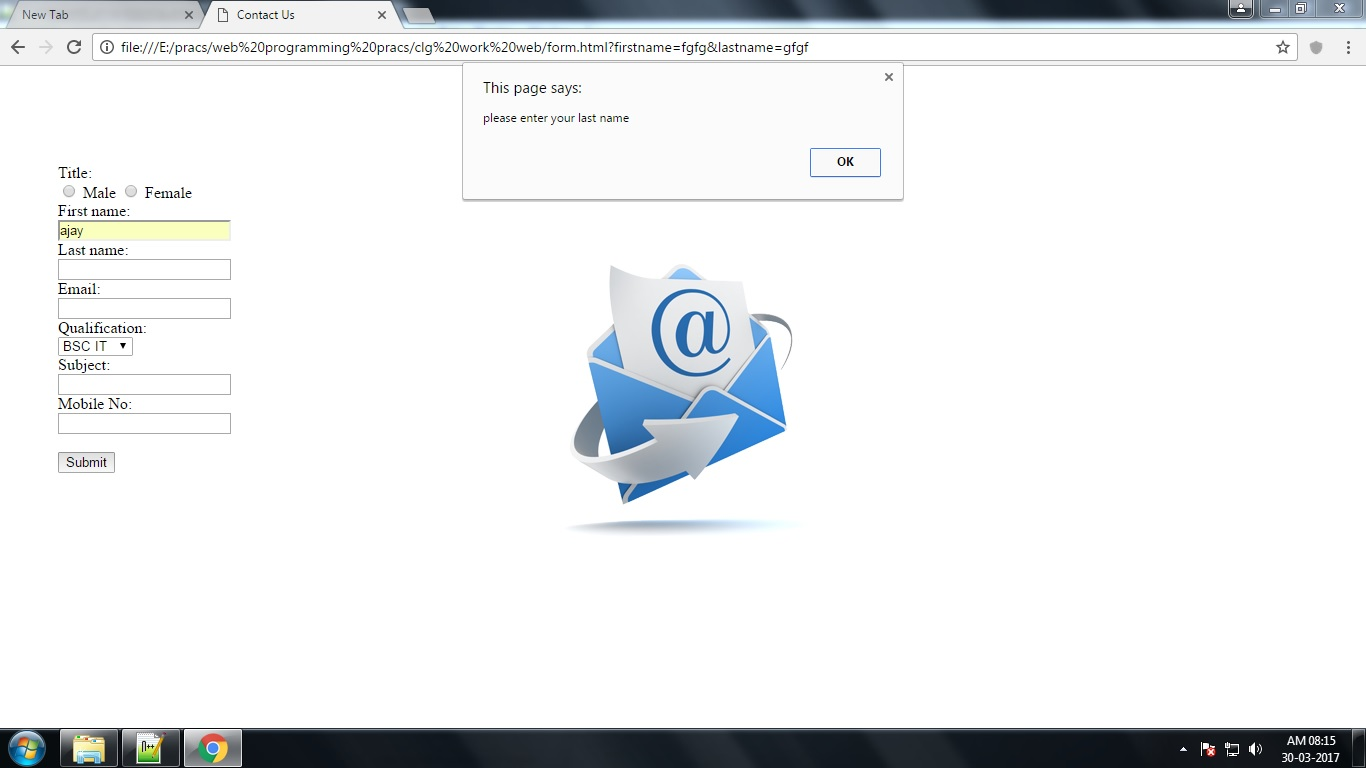 New Tab
Contact Us
file:///E:/pracs/web%20programming%20pracs/clg%20work%20web/form.html?firstname=fgfg&lastname=gfgf
This page says:
please enter your last name
OK
Title:
Male Female
First name:
ajay
Last name:
Email:
Qualification:
BSC IT
Subject:
Mobile No:
Submit
@
N++
AM 08:15
30-03-2017